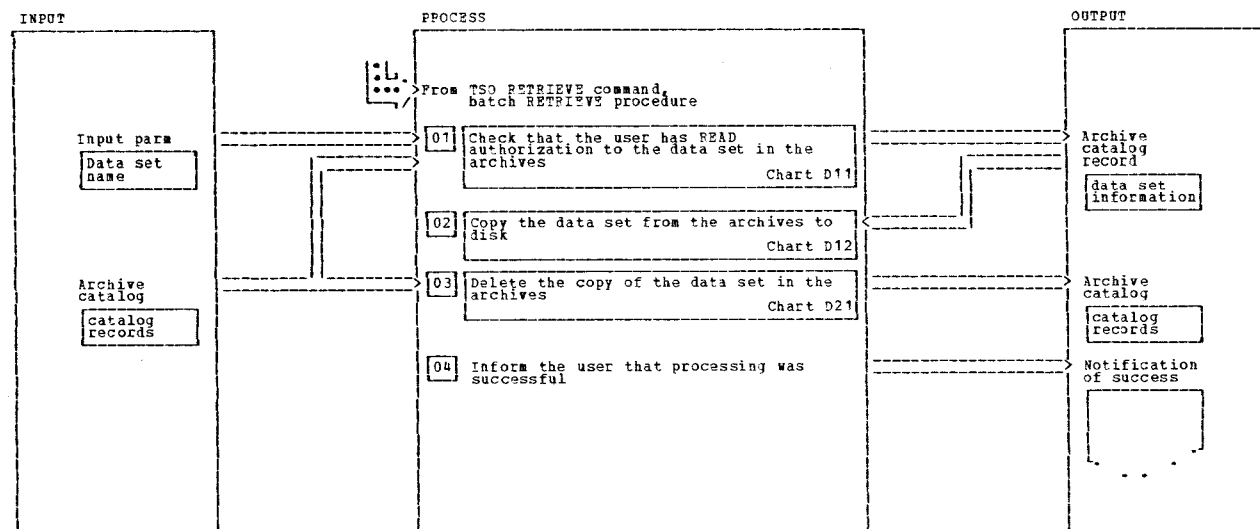 INPUT
PPOCESS
OUTPUT
From TSO RETRIEVE command,
batch RETRIEVE procedure
Input parm
Data set
name
01
Check that the user has READ
authorization to the data set in the
archives
Chart D11
Archive
catalog
record
data set
information
02
Copy the data set from the archives to
disk
Chart D12
Archive
catalog
catalog
records
03
Delete the copy of the data set in the
archives
Chart D21
Archive
catalog
catalog
records
04
Inform the user that processing was
successful
Notification
of success